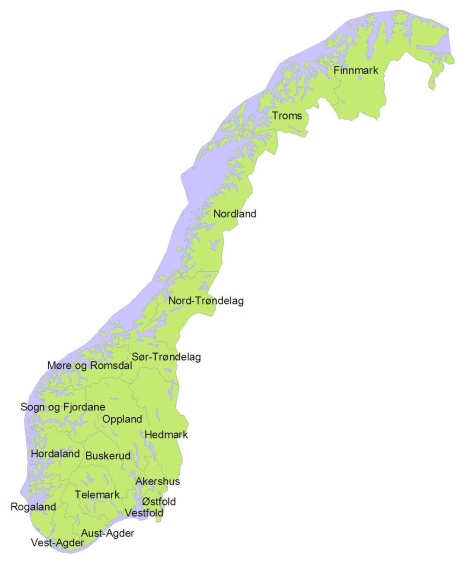 Finnmark
Troms
Nordland
Nord-Trøndelag
Sør-Trøndelag
Møre og Romsdal
Sogn og Fjordane
Oppland
Hedmark
Hordaland
Buskerud
Akershus
Telemark
Østfold
Rogaland
Vestfold
Aust-Agder
Vest-Agder